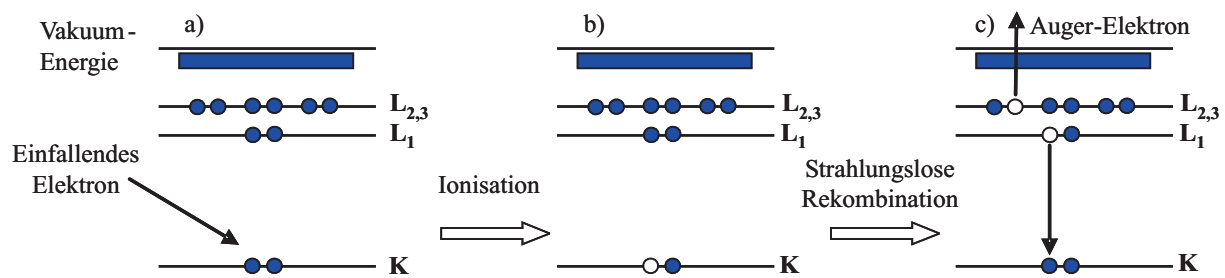 Vakuum-
Energie
a)
L2,3
L1
Einfallendes
Elektron
K
Ionisation
b)
L2,3
L1
K
Strahlungslose
Rekombination
c)
Auger-Elektron
L2,3
L1
K